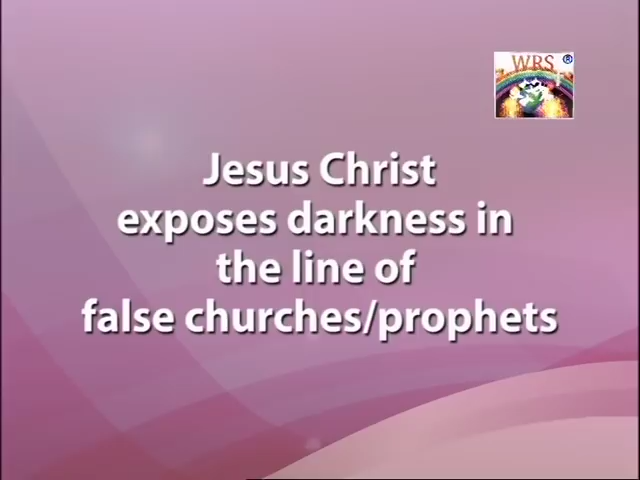 WRS ®
Jesus Christ
exposes darkness in
the line of
false churches/prophets